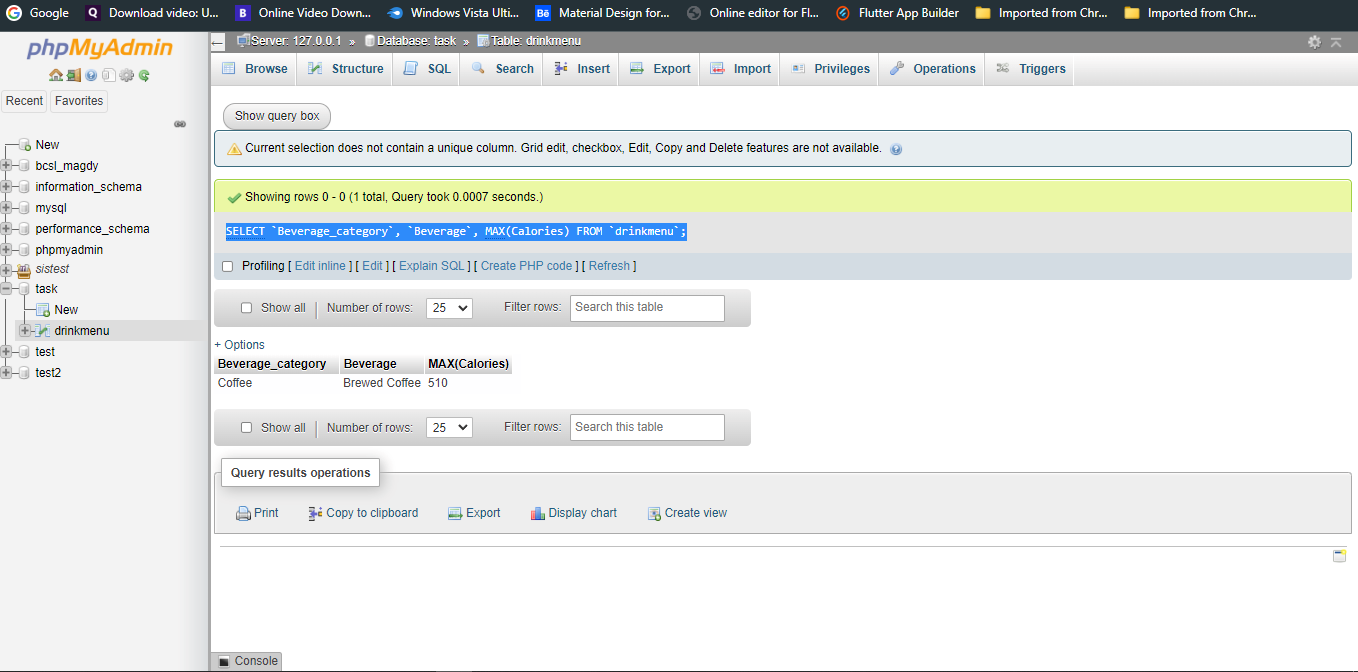 Google Download video: U... Online Video Down... Windows Vista Ulti... Material Design for... Online editor for Fl... Flutter App Builder Imported from Chr... Imported from Chr...
phpMyAdmin
Server: 127.0.0.1 » Database: task » Table: drinkmenu
Browse Structure SQL Search Insert Export Import Privileges Operations Triggers
Recent Favorites
New
bcsl_magdy
information_schema
mysql
performance_schema
phpmyadmin
sistest
task
New
drinkmenu
test
test2
Show query box
Current selection does not contain a unique column. Grid edit, checkbox, Edit, Copy and Delete features are not available.
Showing rows 0 - 0 (1 total, Query took 0.0007 seconds.)
SELECT `Beverage_category`, `Beverage`, MAX(Calories) FROM `drinkmenu`;
Profiling [ Edit inline ] [ Edit ] [ Explain SQL ] [ Create PHP code ] [ Refresh ]
Show all | Number of rows: 25 Filter rows: Search this table
+ Options
Beverage_category Beverage MAX(Calories)
Coffee Brewed Coffee 510
Show all | Number of rows: 25 Filter rows: Search this table
Query results operations
Print Copy to clipboard Export Display chart Create view
Console